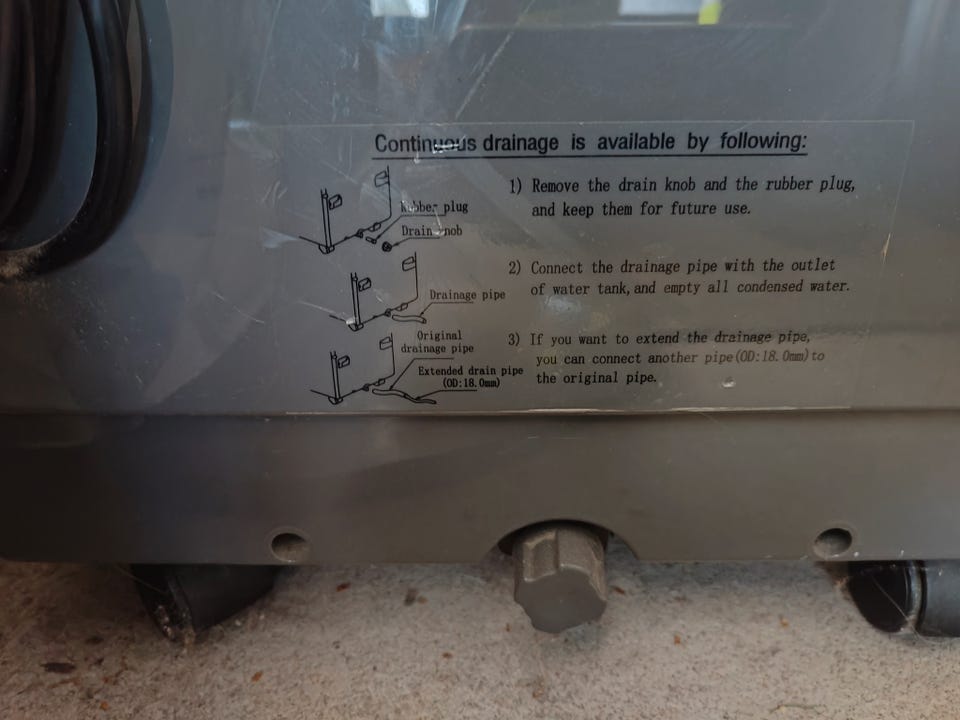 Continuous drainage is available by following:
Rubber plug
Drain knob
1) Remove the drain knob and the rubber plug,
and keep them for future use.
Drainage pipe
2) Connect the drainage pipe with the outlet
of water tank, and empty all condensed water.
Original
drainage pipe
Extended drain pipe
(OD:18.0mm)
3) If you want to extend the drainage pipe,
you can connect another pipe(OD:18.0mm)to
the original pipe.